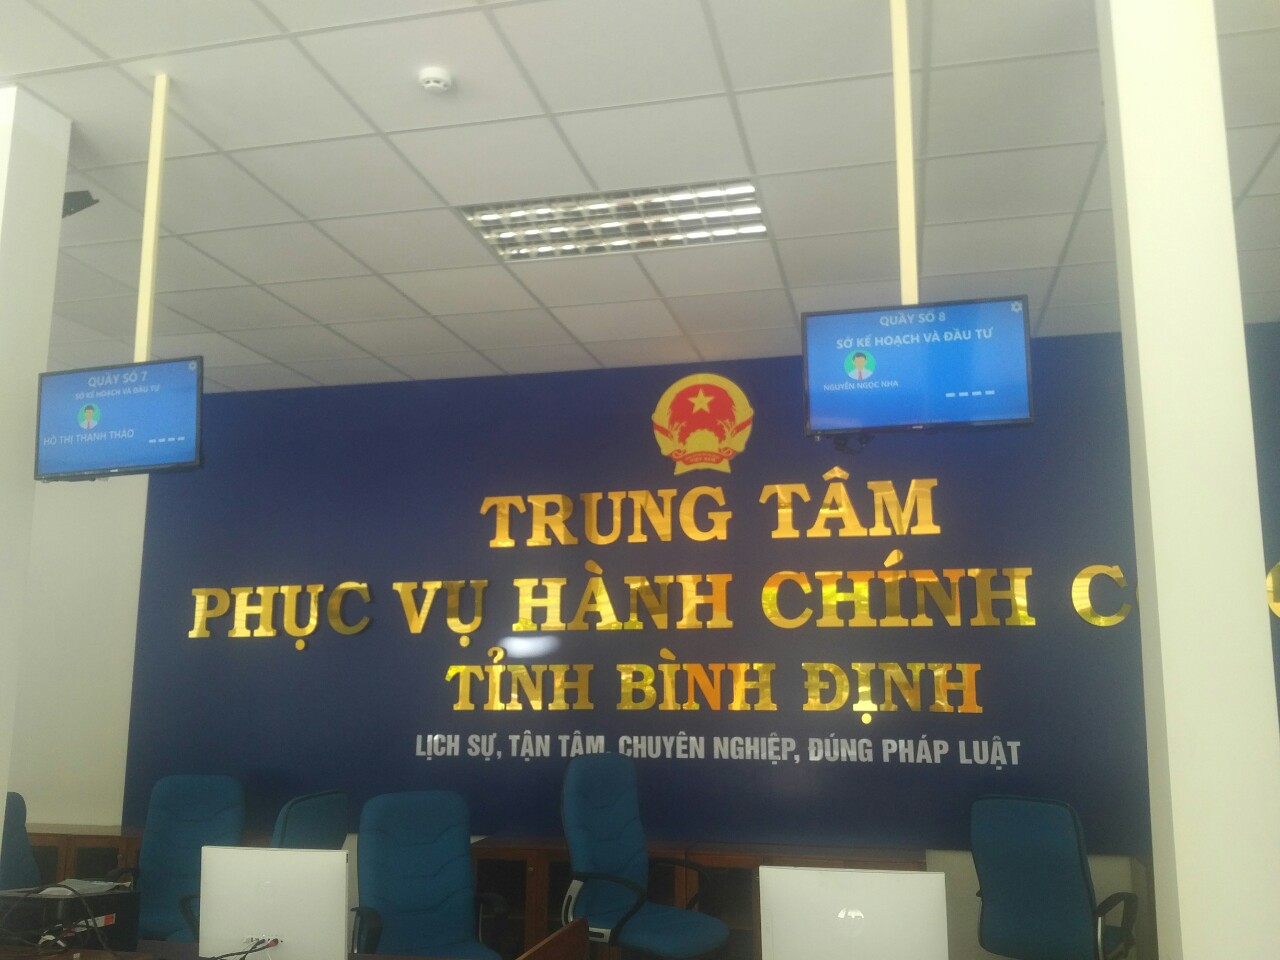 QUẦY SỐ 7
SỞ KẾ HOẠCH VÀ ĐẦU TƯ
HỒ THỊ THANH THẢO
----
QUẦY SỐ 8
SỞ KẾ HOẠCH VÀ ĐẦU TƯ
NGUYỄN NGỌC NHA
----
TRUNG TÂM
PHỤC VỤ HÀNH CHÍNH C
TỈNH BÌNH ĐỊNH
LỊCH SỰ, TẬN TÂM, CHUYÊN NGHIỆP, ĐÚNG PHÁP LUẬT
hp